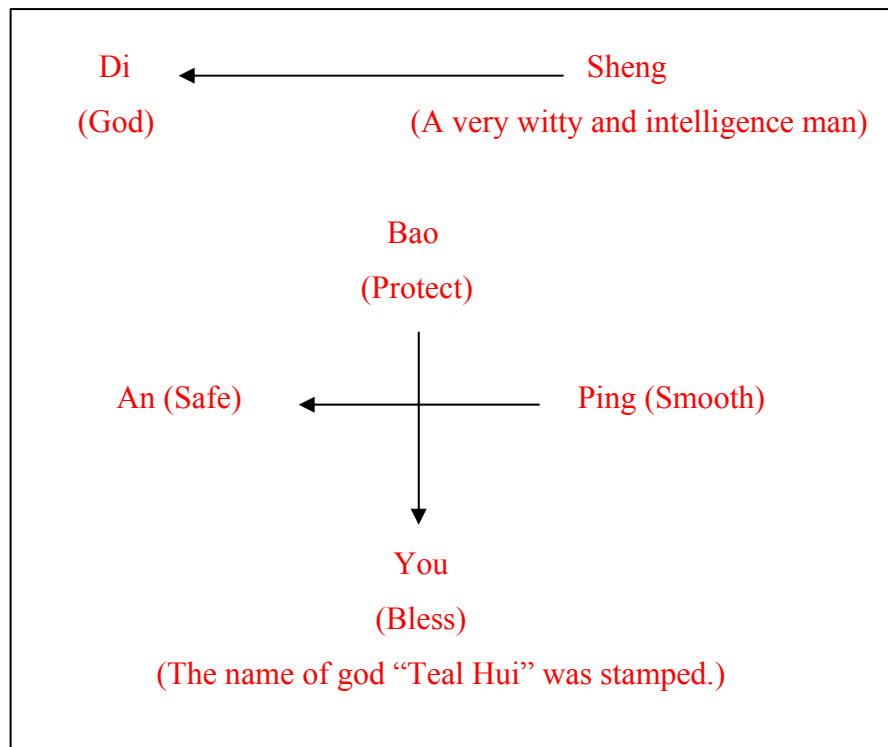 Di Sheng
(God) (A very witty and intelligence man)
Bao
(Protect)
An (Safe) Ping (Smooth)
You
(Bless)
(The name of god “Teal Hui” was stamped.)